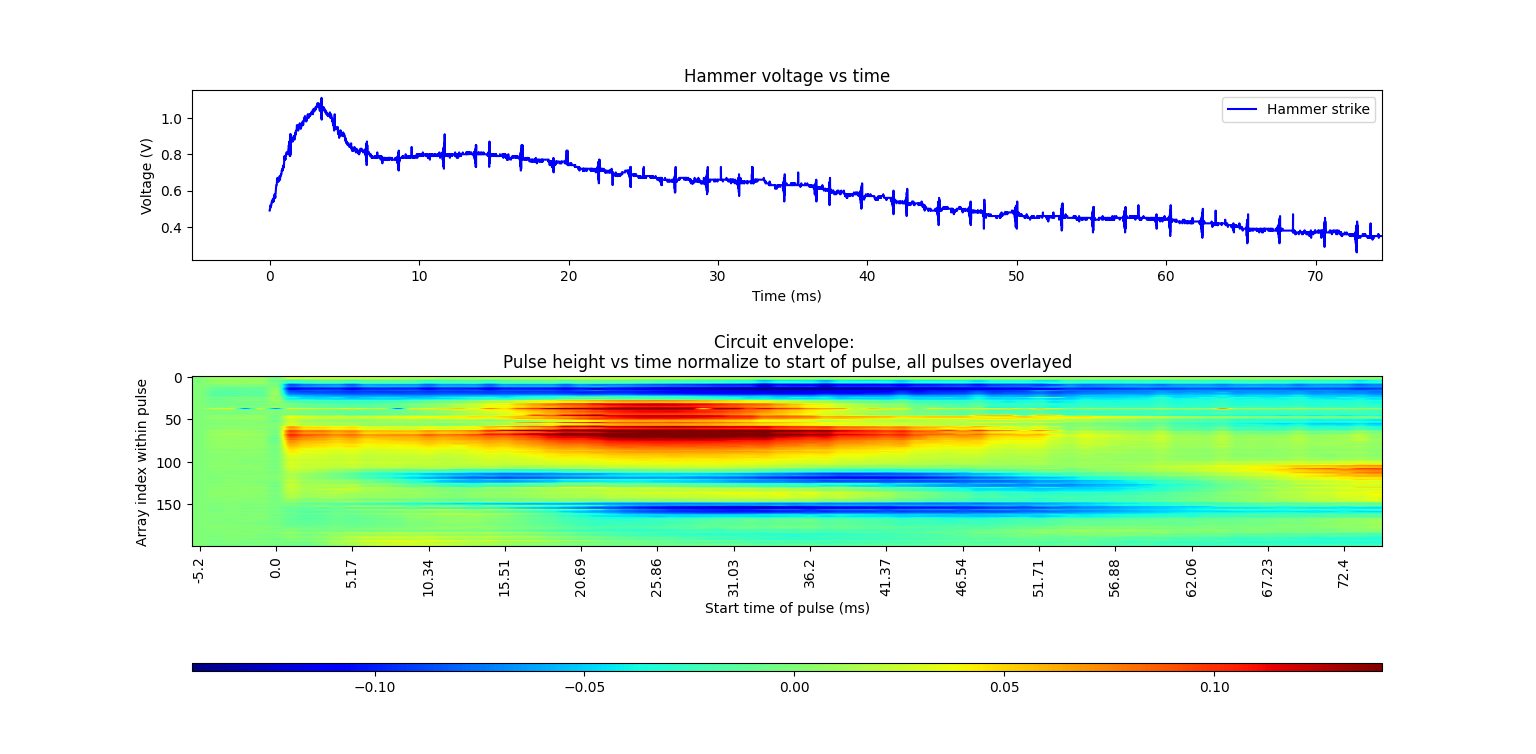 Hammer voltage vs time
Voltage (V)
1.0
0.8
0.6
0.4
Hammer strike
0 10 20 30 40 50 60 70
Time (ms)
Circuit envelope:
Pulse height vs time normalize to start of pulse, all pulses overlayed
Array index within pulse
0
50
100
150
-5.2 0.0 5.17 10.34 15.51 20.69 25.86 31.03 36.2 41.37 46.54 51.71 56.88 62.06 67.23 72.4
Start time of pulse (ms)
−0.10 −0.05 0.00 0.05 0.10